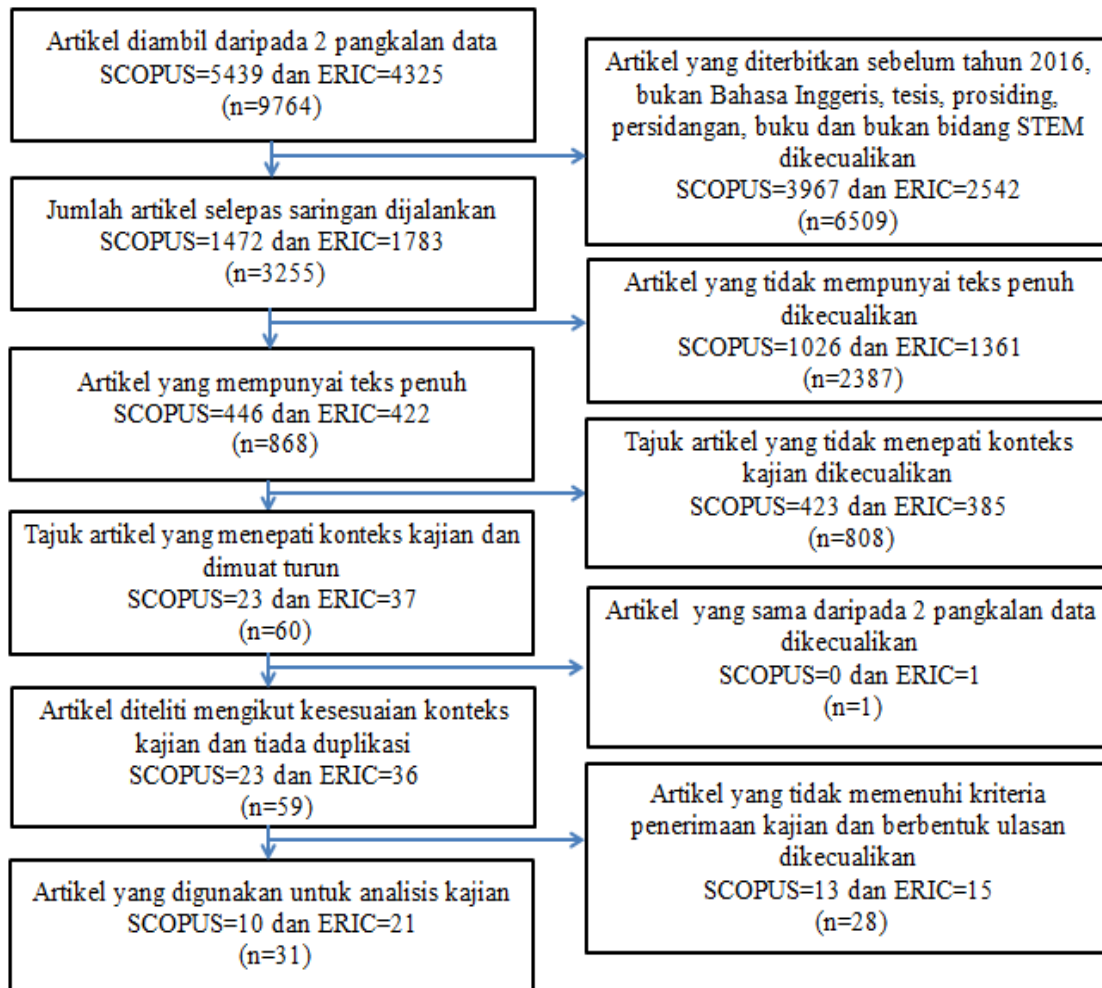 Artikel diambil daripada 2 pangkalan data
SCOPUS=5439 dan ERIC=4325
(n=9764)
Artikel yang diterbitkan sebelum tahun 2016,
bukan Bahasa Inggeris, tesis, prosiding,
persidangan, buku dan bukan bidang STEM
dikecualikan
SCOPUS=3967 dan ERIC=2542
(n=6509)
Jumlah artikel selepas saringan dijalankan
SCOPUS=1472 dan ERIC=1783
(n=3255)
Artikel yang tidak mempunyai teks penuh
dikecualikan
SCOPUS=1026 dan ERIC=1361
(n=2387)
Artikel yang mempunyai teks penuh
SCOPUS=446 dan ERIC=422
(n=868)
Tajuk artikel yang tidak menepati konteks
kajian dikecualikan
SCOPUS=423 dan ERIC=385
(n=808)
Tajuk artikel yang menepati konteks kajian dan
dimuat turun
SCOPUS=23 dan ERIC=37
(n=60)
Artikel yang sama daripada 2 pangkalan data
dikecualikan
SCOPUS=0 dan ERIC=1
(n=1)
Artikel diteliti mengikut kesesuaian konteks
kajian dan tiada duplikasi
SCOPUS=23 dan ERIC=36
(n=59)
Artikel yang tidak memenuhi kriteria
penerimaan kajian dan berbentuk ulasan
dikecualikan
SCOPUS=13 dan ERIC=15
(n=28)
Artikel yang digunakan untuk analisis kajian
SCOPUS=10 dan ERIC=21
(n=31)